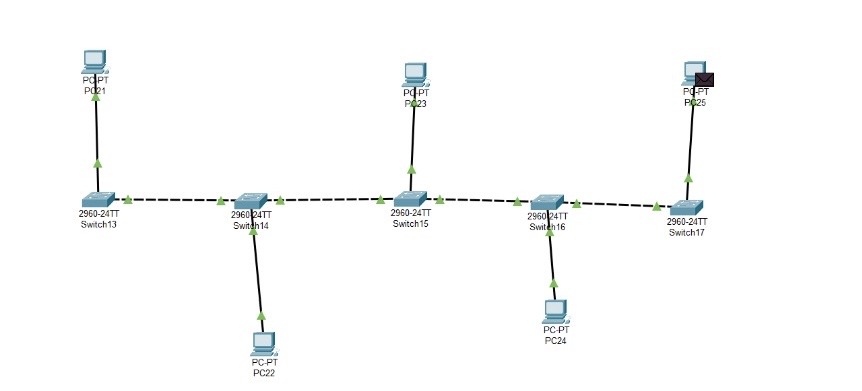 PC-PT
PC21
PC-PT
PC23
PC-PT
PC25
2960-24TT
Switch13
2960-24TT
Switch14
2960-24TT
Switch15
2960-24TT
Switch16
2960-24TT
Switch17
PC-PT
PC22
PC-PT
PC24